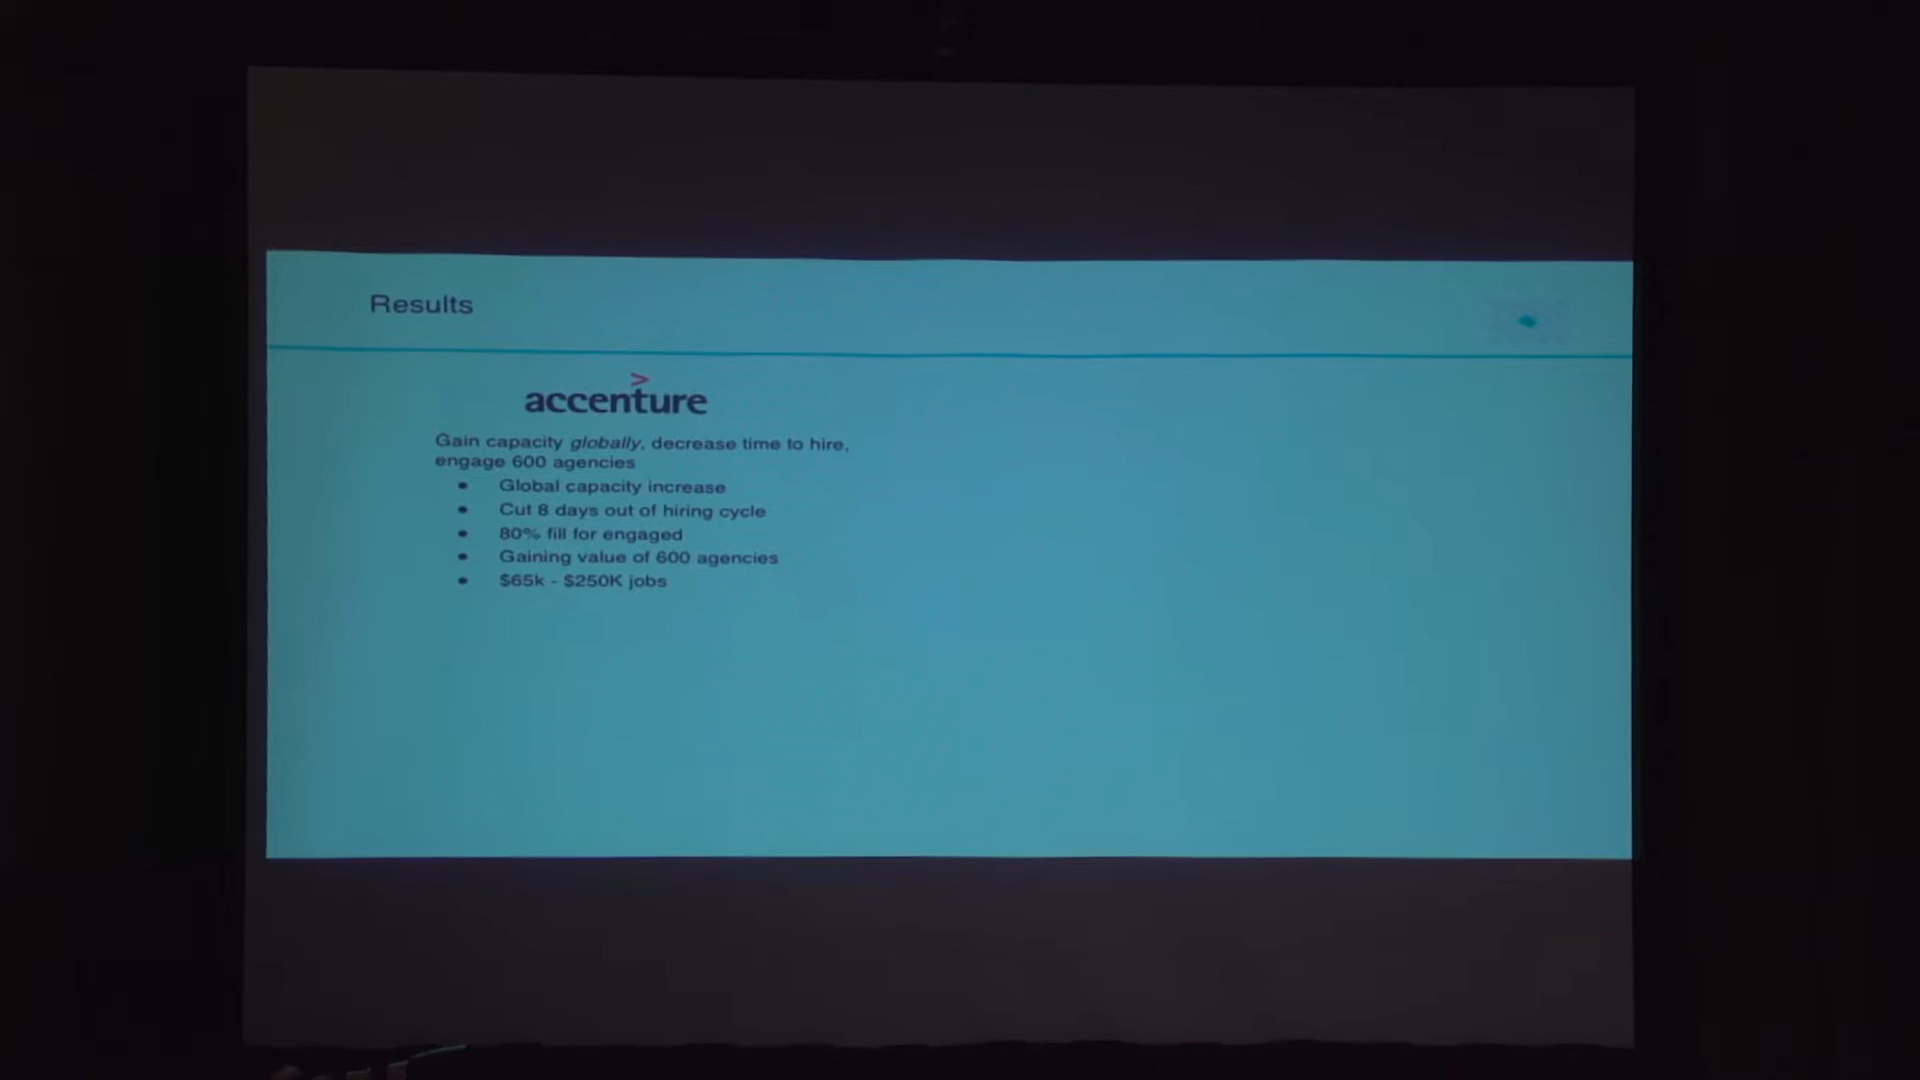 Results
>
accenture
Gain capacity globally, decrease time to hire,
engage 600 agencies
• Global capacity increase
• Cut 8 days out of hiring cycle
• 80% fill for engaged
• Gaining value of 600 agencies
• $65k - $250K jobs